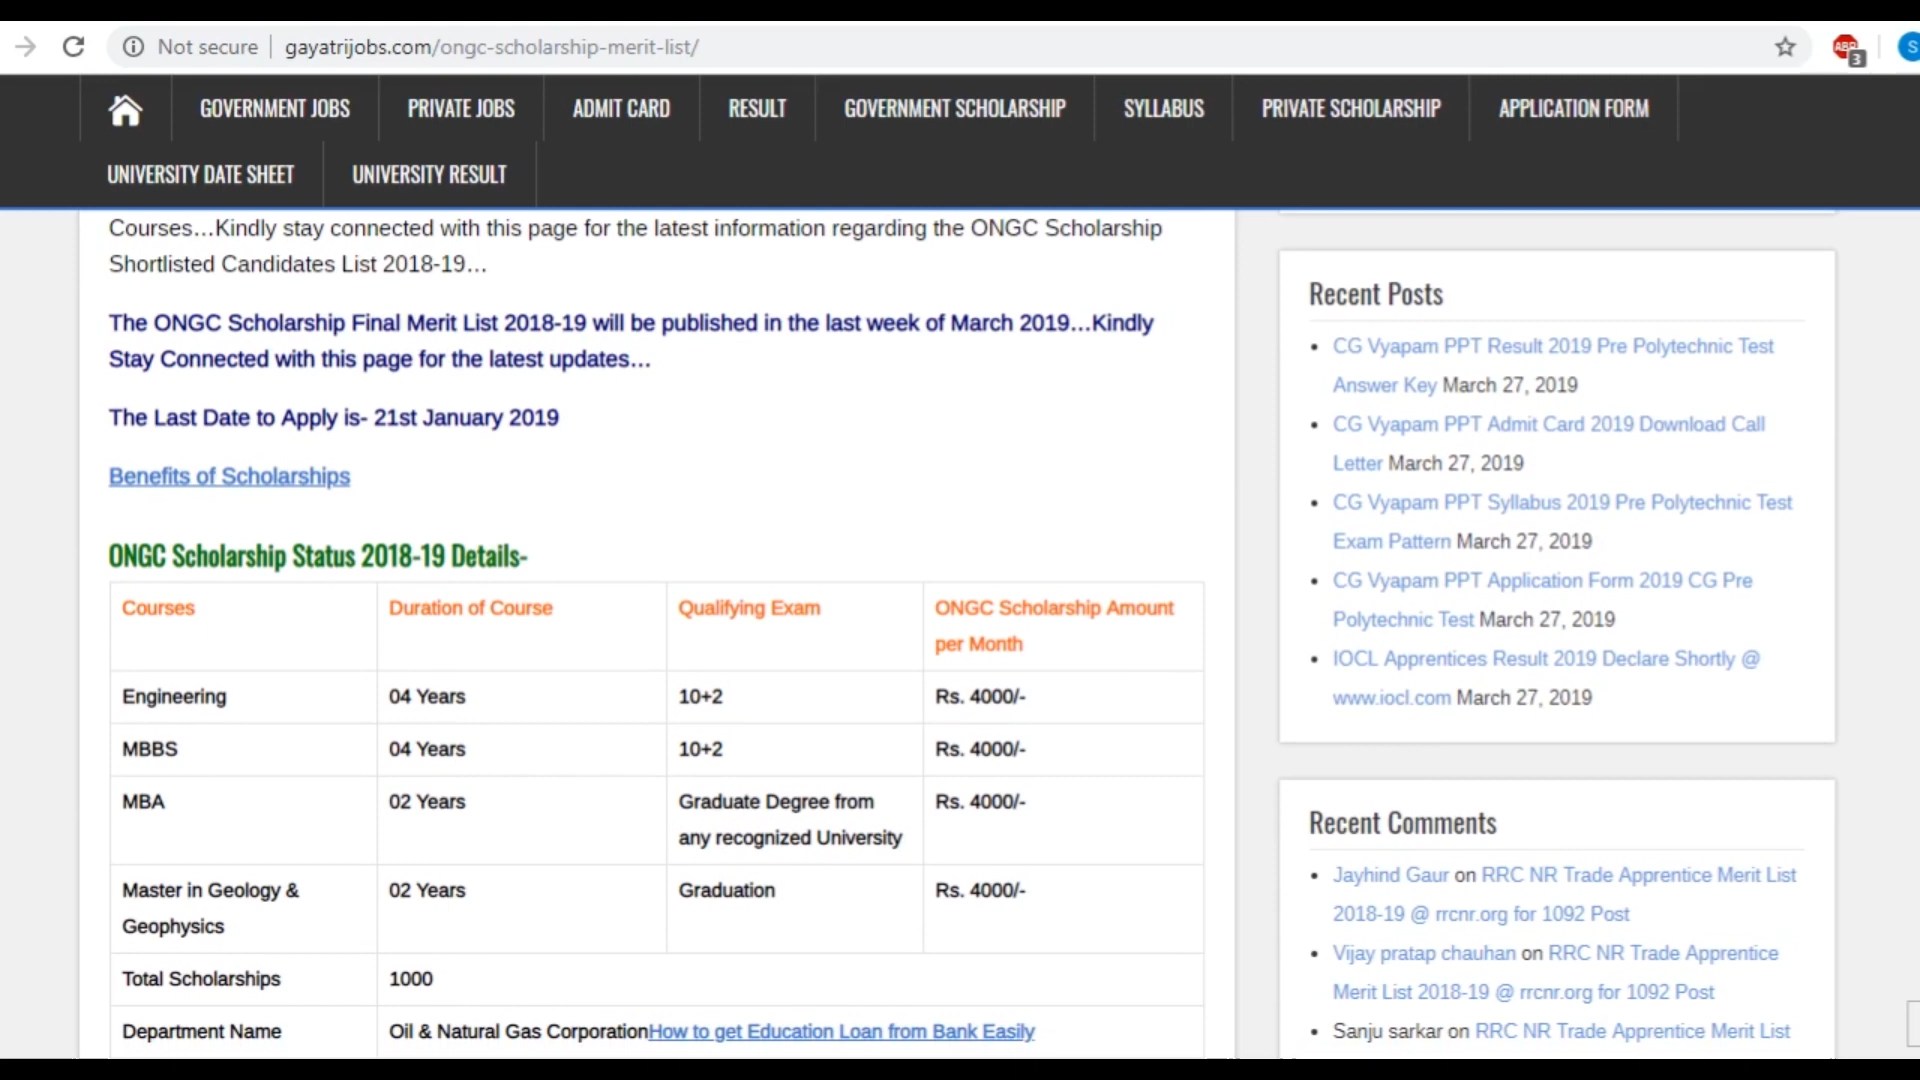 Not secure
gayatrijobs.com/ongc-scholarship-merit-list/
ABP
3
S
GOVERNMENT JOBS
PRIVATE JOBS
ADMIT CARD
RESULT
GOVERNMENT SCHOLARSHIP
SYLLABUS
PRIVATE SCHOLARSHIP
APPLICATION FORM
UNIVERSITY DATE SHEET
UNIVERSITY RESULT
Courses…Kindly stay connected with this page for the latest information regarding the ONGC Scholarship
Shortlisted Candidates List 2018-19…
The ONGC Scholarship Final Merit List 2018-19 will be published in the last week of March 2019…Kindly
Stay Connected with this page for the latest updates…
The Last Date to Apply is- 21st January 2019
Benefits of Scholarships
ONGC Scholarship Status 2018-19 Details-
Courses
Duration of Course
Qualifying Exam
ONGC Scholarship Amount
per Month
Engineering
04 Years
10+2
Rs. 4000/-
MBBS
04 Years
10+2
Rs. 4000/-
MBA
02 Years
Graduate Degree from
any recognized University
Rs. 4000/-
Master in Geology &
Geophysics
02 Years
Graduation
Rs. 4000/-
Total Scholarships
1000
Department Name
Oil & Natural Gas CorporationHow to get Education Loan from Bank Easily
Recent Posts
CG Vyapam PPT Result 2019 Pre Polytechnic Test
Answer Key March 27, 2019
CG Vyapam PPT Admit Card 2019 Download Call
Letter March 27, 2019
CG Vyapam PPT Syllabus 2019 Pre Polytechnic Test
Exam Pattern March 27, 2019
CG Vyapam PPT Application Form 2019 CG Pre
Polytechnic Test March 27, 2019
IOCL Apprentices Result 2019 Declare Shortly @
www.iocl.com March 27, 2019
Recent Comments
Jayhind Gaur on RRC NR Trade Apprentice Merit List
2018-19 @ rrcnr.org for 1092 Post
Vijay pratap chauhan on RRC NR Trade Apprentice
Merit List 2018-19 @ rrcnr.org for 1092 Post
Sanju sarkar on RRC NR Trade Apprentice Merit List